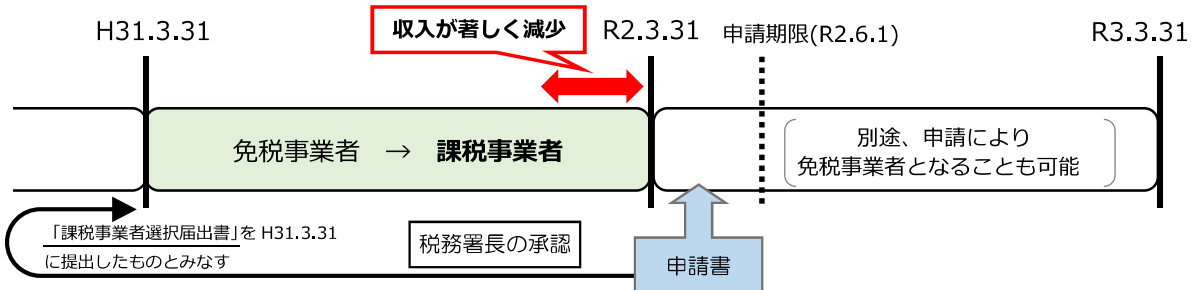 収入が著しく減少
H31.3.31
R2.3.31
申請期限(R2.6.1)
R3.3.31
免税事業者 → 課税事業者
別途、申請により
免税事業者となることも可能
「課税事業者選択届出書」を H31.3.31
に提出したものとみなす
税務署長の承認
申請書